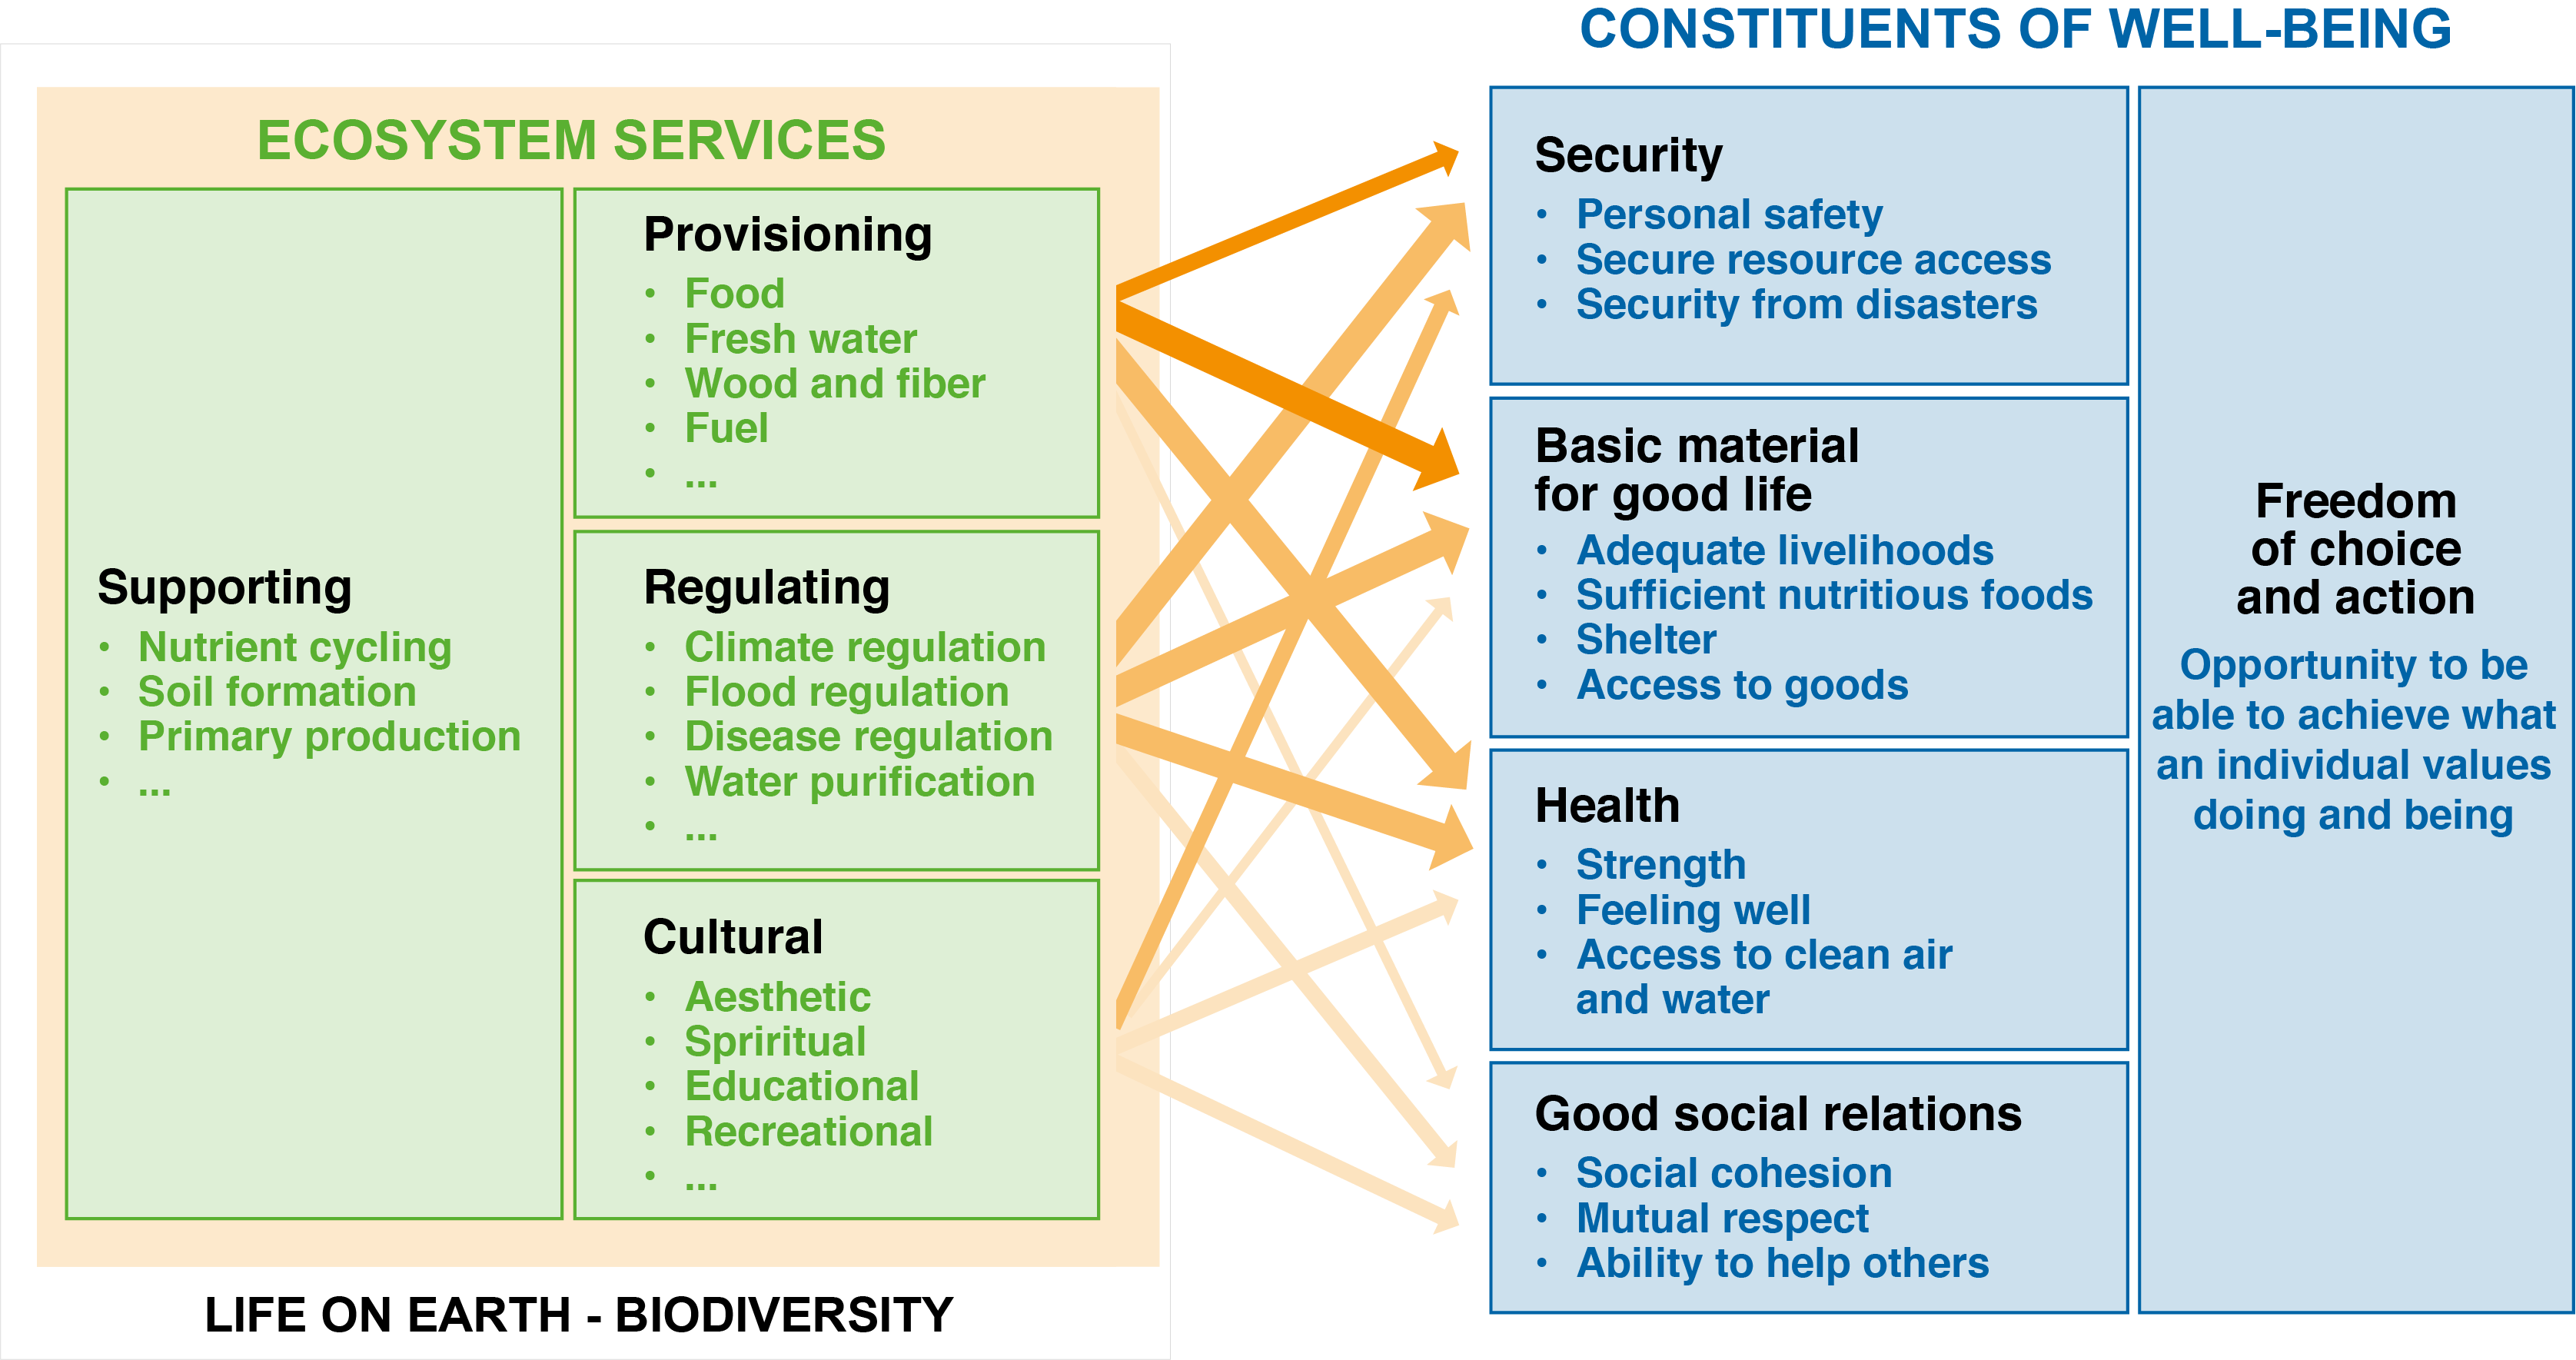 CONSTITUENTS OF WELL-BEING
ECOSYSTEM SERVICES
Supporting
• Nutrient cycling
• Soil formation
• Primary production
• ...
Provisioning
• Food
• Fresh water
• Wood and fiber
• Fuel
• ...
Regulating
• Climate regulation
• Flood regulation
• Disease regulation
• Water purification
• ...
Cultural
• Aesthetic
• Spriritual
• Educational
• Recreational
• ...
LIFE ON EARTH - BIODIVERSITY
Security
• Personal safety
• Secure resource access
• Security from disasters
Basic material
for good life
• Adequate livelihoods
• Sufficient nutritious foods
• Shelter
• Access to goods
Health
• Strength
• Feeling well
• Access to clean air
and water
Good social relations
• Social cohesion
• Mutual respect
• Ability to help others
Freedom
of choice
and action
Opportunity to be
able to achieve what
an individual values
doing and being